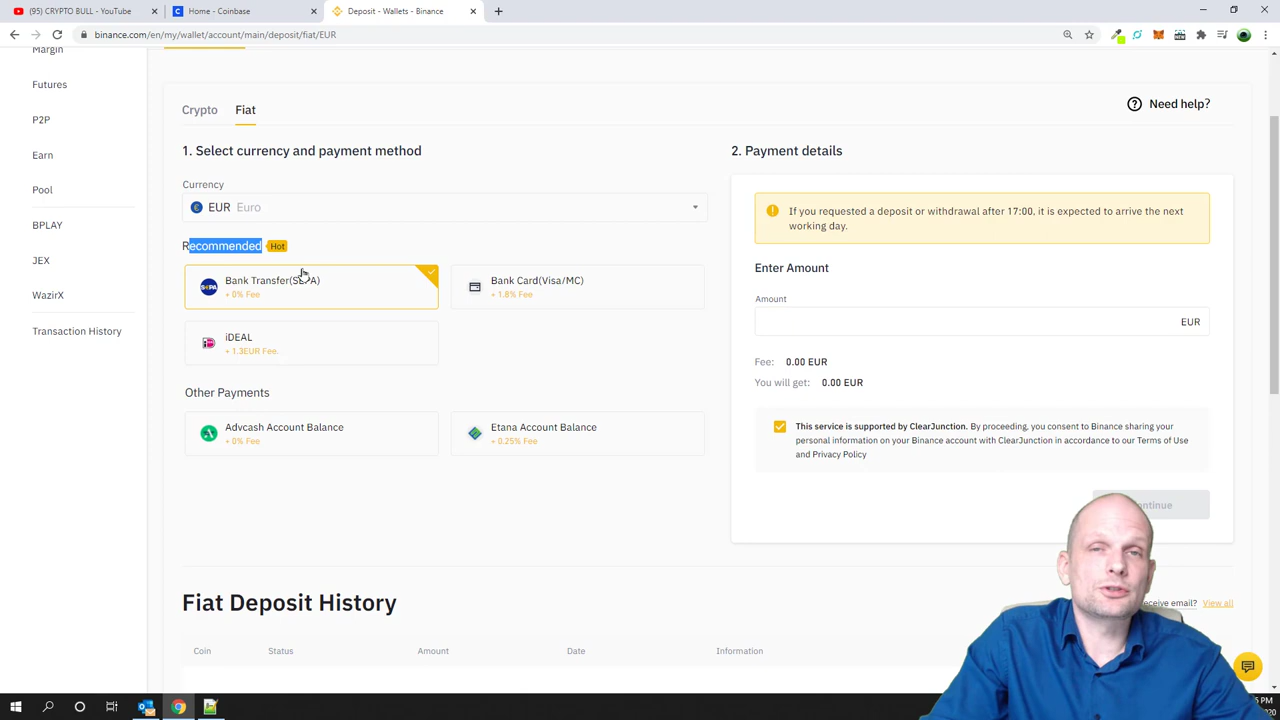 (95) CRYPTO BULL - YouTube
Home - Coinbase
Deposit - Wallets - Binance
binance.com/en/my/wallet/account/main/deposit/fiat/EUR
Margin
Futures
P2P
Earn
Pool
BPLAY
JEX
WazirX
Transaction History
Crypto
Fiat
Need help?
1. Select currency and payment method
Currency
EUR Euro
Recommended Hot
Bank Transfer(SEPA)
+ 0% Fee
Bank Card(Visa/MC)
+ 1.8% Fee
iDEAL
+ 1.3EUR Fee.
Other Payments
Advcash Account Balance
+ 0% Fee
Etana Account Balance
+ 0.25% Fee
2. Payment details
If you requested a deposit or withdrawal after 17:00, it is expected to arrive the next
working day.
Enter Amount
Amount
EUR
Fee: 0.00 EUR
You will get: 0.00 EUR
This service is supported by ClearJunction. By proceeding, you consent to Binance sharing your
personal information on your Binance account with ClearJunction in accordance to our Terms of Use
and Privacy Policy
Continue
Fiat Deposit History
receive email? View all
Coin
Status
Amount
Date
Information